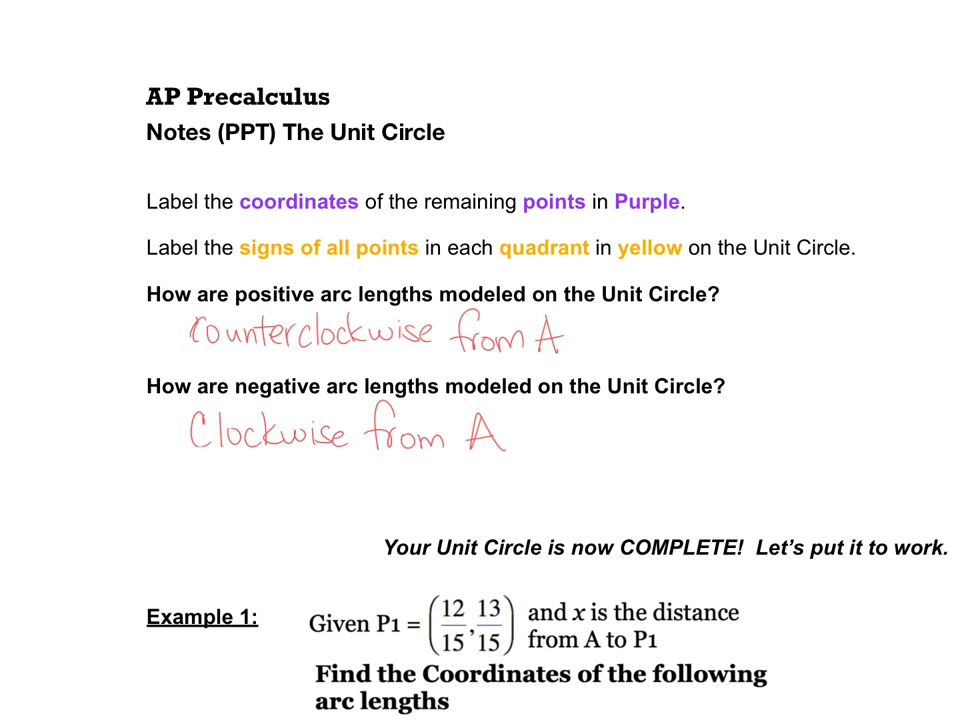 AP Precalculus
Notes (PPT) The Unit Circle
Label the coordinates of the remaining points in Purple.
Label the signs of all points in each quadrant in yellow on the Unit Circle.
How are positive arc lengths modeled on the Unit Circle?
Counterclockwise from A
How are negative arc lengths modeled on the Unit Circle?
Clockwise from A
Your Unit Circle is now COMPLETE! Let's put it to work.
Example 1: Given P1 = (12/15, 13/15) and x is the distance
from A to P1
Find the Coordinates of the following
arc lengths